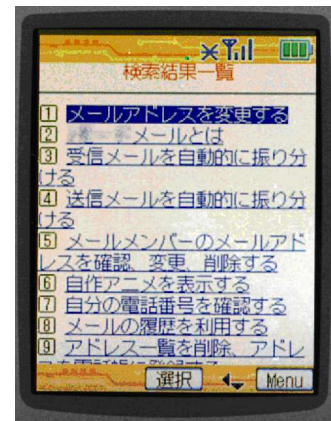 検索結果一覧
1 メールアドレスを変更する
2 メールとは
3 受信メールを自動的に振り分
ける
4 送信メールを自動的に振り分
ける
5 メールメンバーのメールアド
レスを確認、変更、削除する
6 自作アニメを表示する
7 自分の電話番号を確認する
8 メールの履歴を利用する
9 アドレス一覧を削除、アドレ
選択 Menu